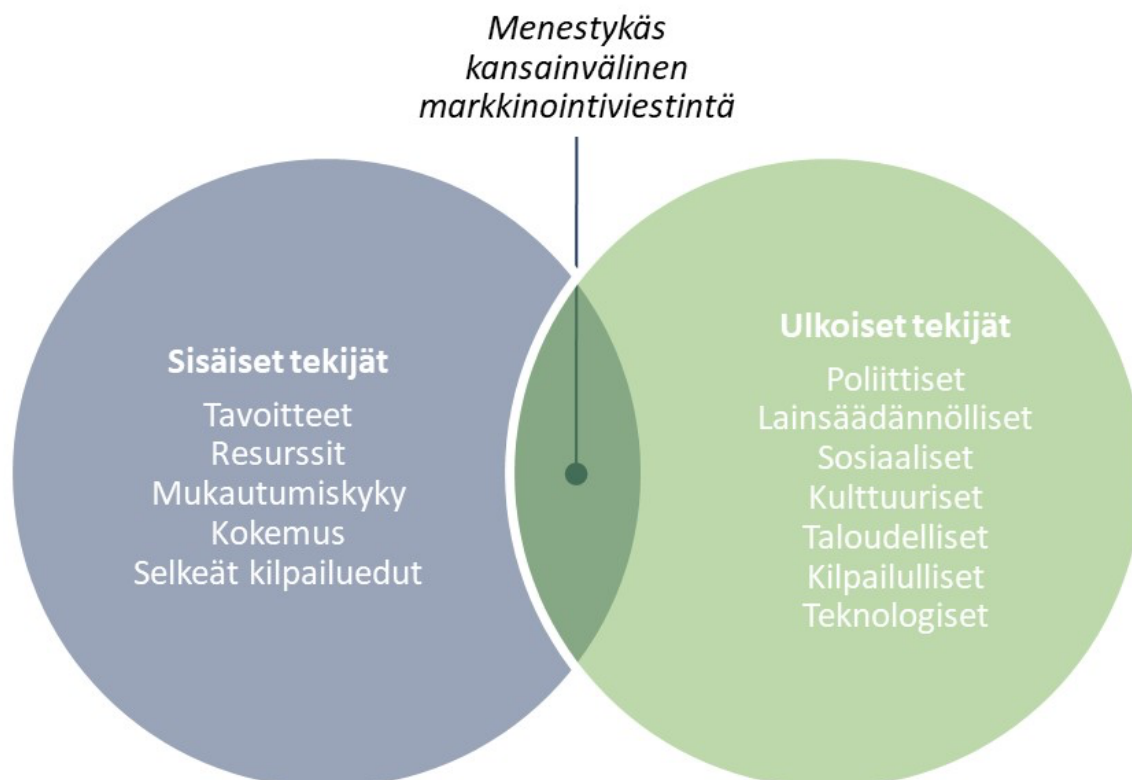 Menestykäs
kansainvälinen
markkinointiviestintä
Sisäiset tekijät
Tavoitteet
Resurssit
Mukautumiskyky
Kokemus
Selkeät kilpailuedut
Ulkoiset tekijät
Poliittiset
Lainsäädännölliset
Sosiaaliset
Kulttuuriset
Taloudelliset
Kilpailulliset
Teknologiset